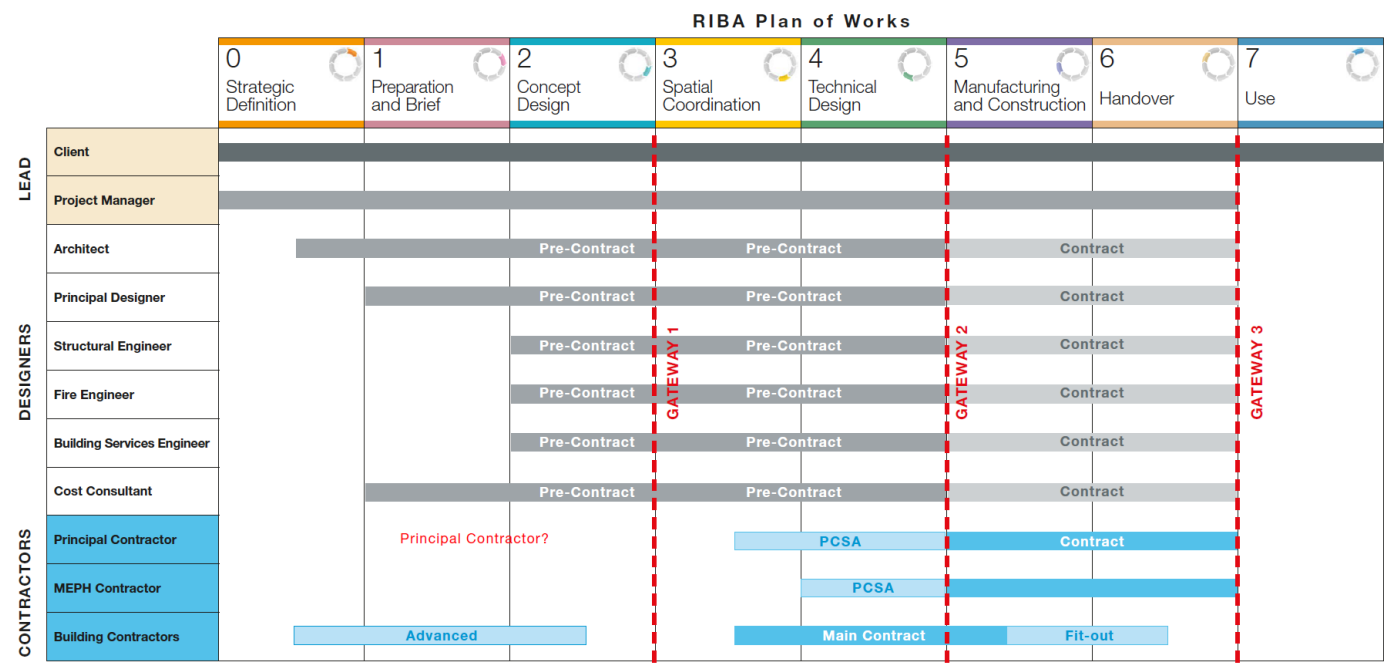 RIBA Plan of Works
0
Strategic
Definition
1
Preparation
and Brief
2
Concept
Design
3
Spatial
Coordination
4
Technical
Design
5
Manufacturing
and Construction
6
Handover
7
Use
LEAD
Client
Project Manager
DESIGNERS
Architect
Pre-Contract
Pre-Contract
Contract
Principal Designer
Pre-Contract
Pre-Contract
Contract
Structural Engineer
Pre-Contract
Pre-Contract
Contract
Fire Engineer
Pre-Contract
Pre-Contract
Contract
Building Services Engineer
Pre-Contract
Pre-Contract
Contract
Cost Consultant
Pre-Contract
Pre-Contract
Contract
GATEWAY 1
GATEWAY 2
GATEWAY 3
CONTRACTORS
Principal Contractor
Principal Contractor?
PCSA
Contract
MEPH Contractor
PCSA
Building Contractors
Advanced
Main Contract
Fit-out